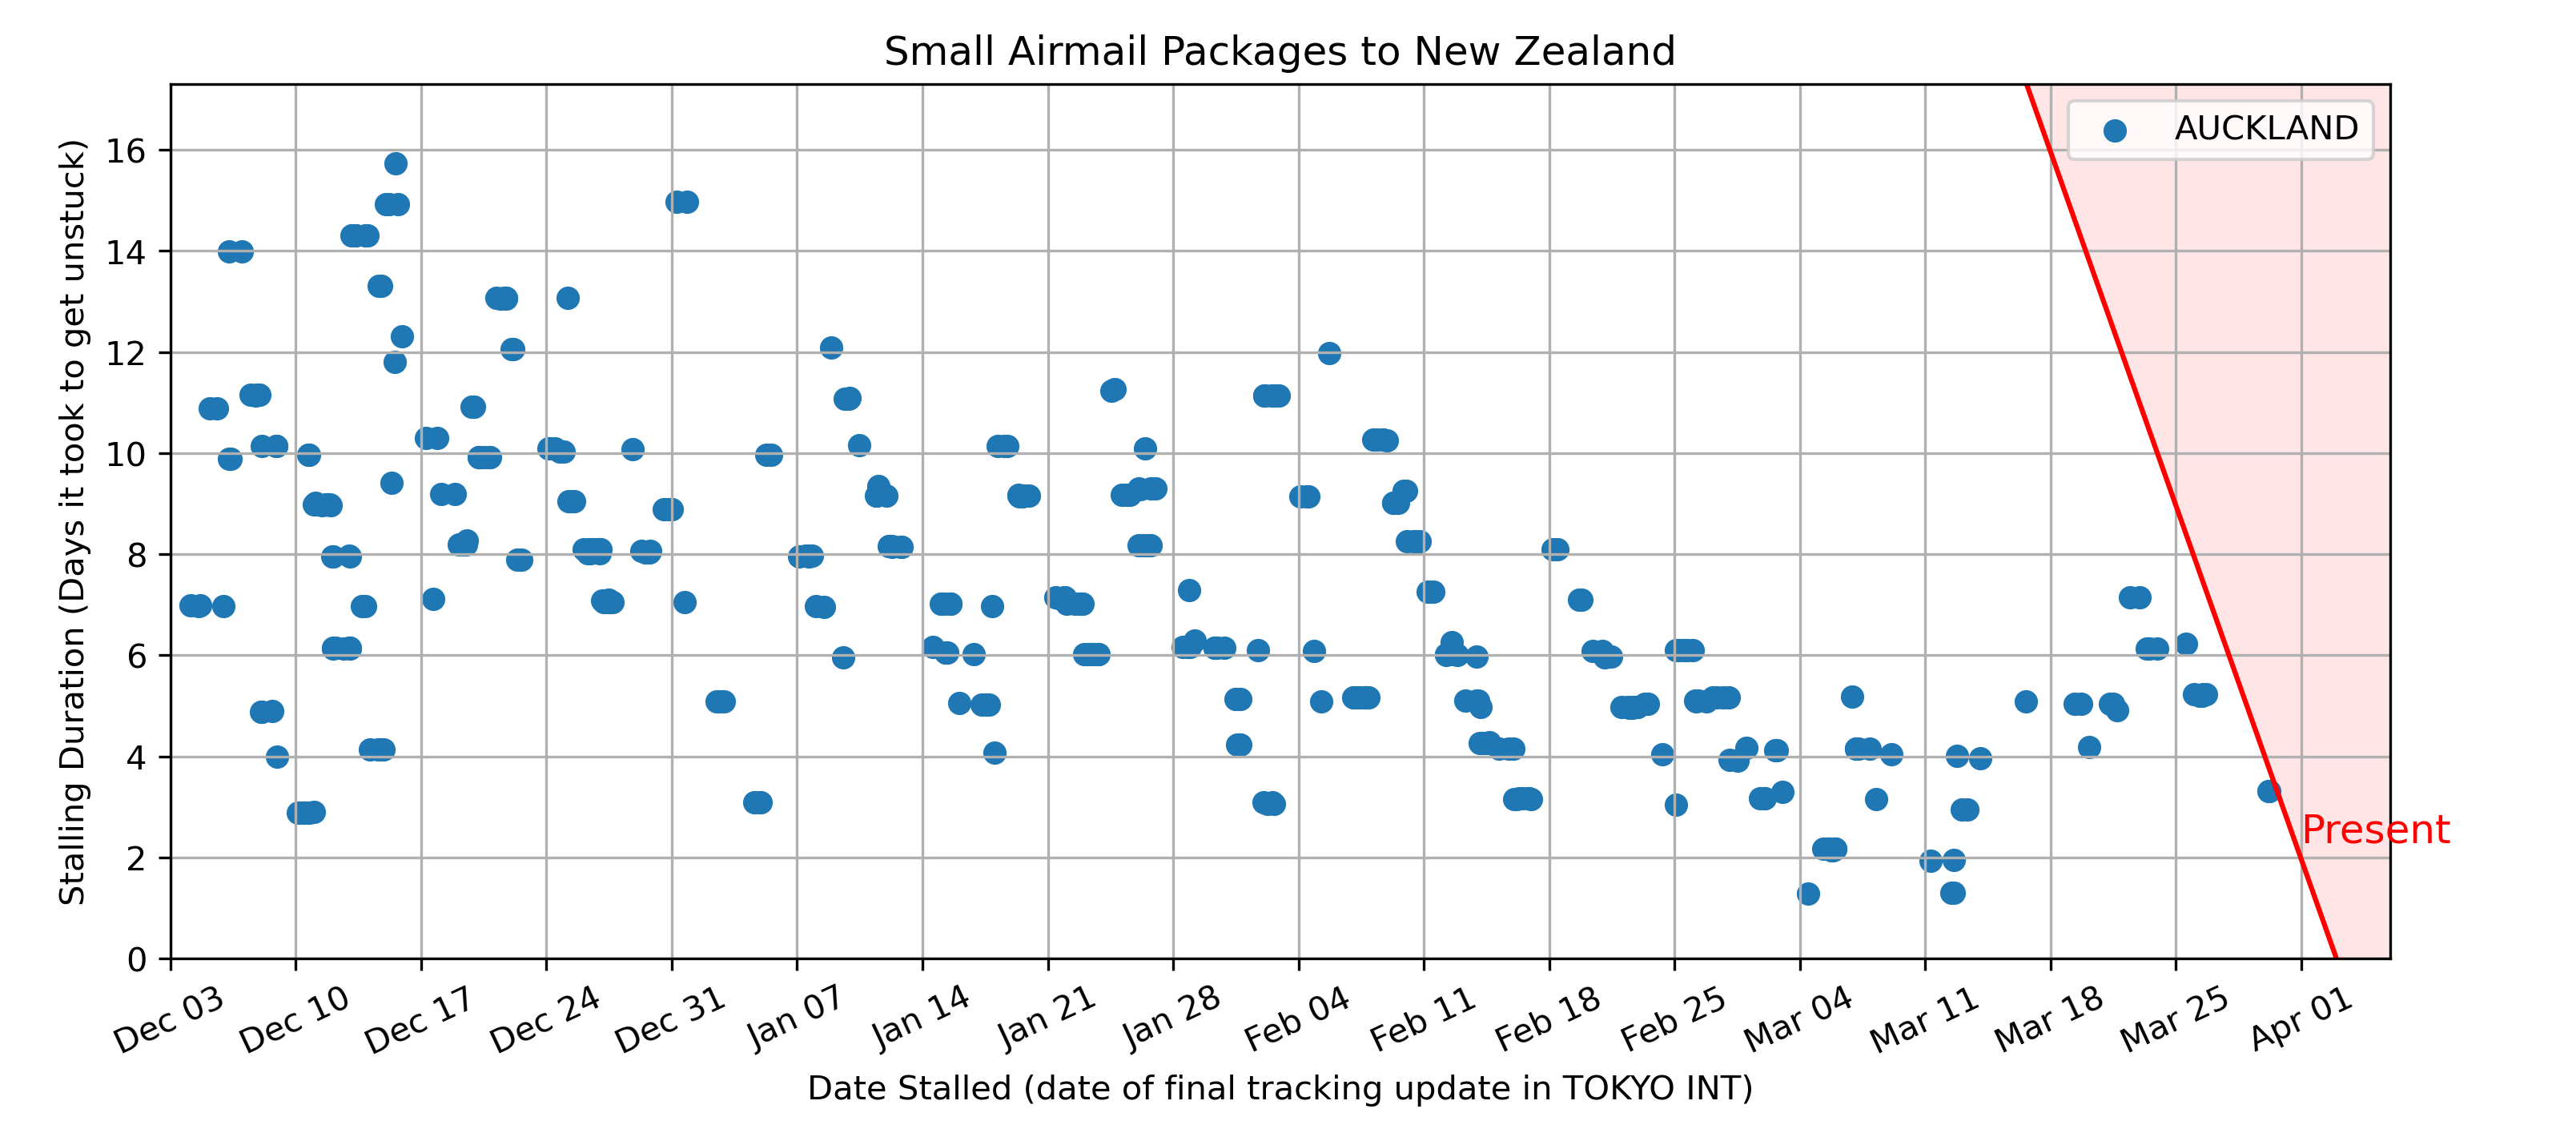 Small Airmail Packages to New Zealand
AUCKLAND
Stalling Duration (Days it took to get unstuck)
16
14
12
10
8
6
4
2
0
Present
Dec 03 Dec 10 Dec 17 Dec 24 Dec 31 Jan 07 Jan 14 Jan 21 Jan 28 Feb 04 Feb 11 Feb 18 Feb 25 Mar 04 Mar 11 Mar 18 Mar 25 Apr 01
Date Stalled (date of final tracking update in TOKYO INT)